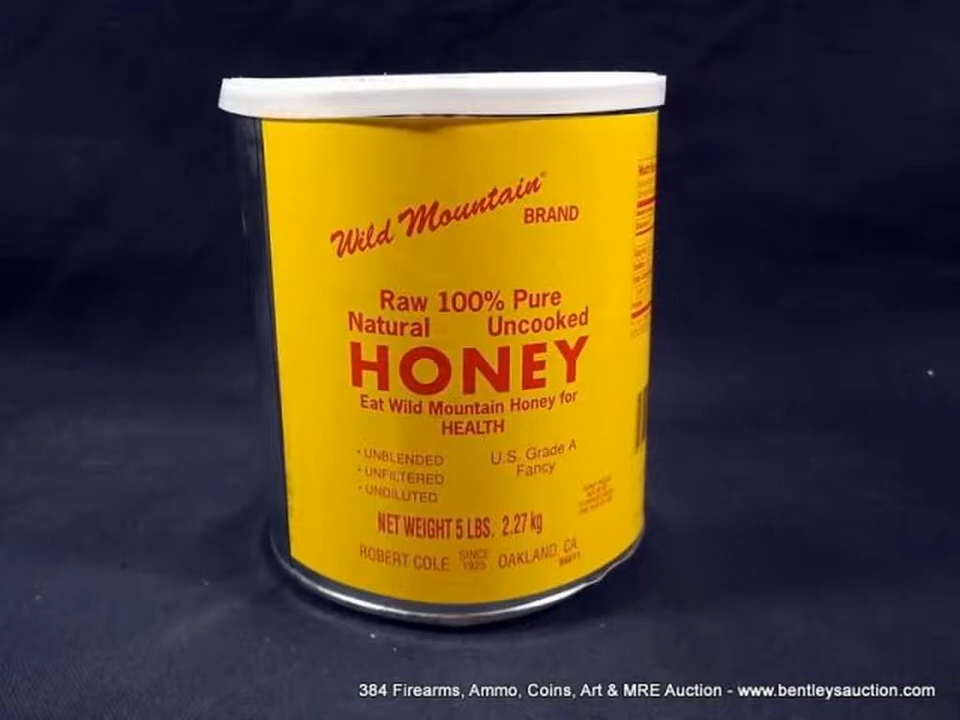 Wild Mountain®
BRAND
Raw 100% Pure
Natural Uncooked
HONEY
Eat Wild Mountain Honey for
HEALTH
• UNBLENDED
• UNFILTERED
• UNDILUTED
U.S. Grade A
Fancy
NET WEIGHT 5 LBS. 2.27 kg
ROBERT COLE SINCE 1925 OAKLAND, CA
384 Firearms, Ammo, Coins, Art & MRE Auction - www.bentleysauction.com